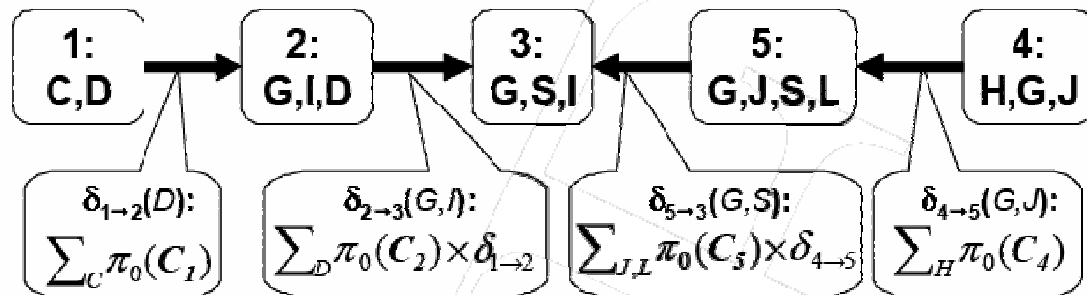 1:
C,D
2:
G,I,D
3:
G,S,I
5:
G,J,S,L
4:
H,G,J
δ1→2(D):
∑C π0(C1)
δ2→3(G,I):
∑D π0(C2)×δ1→2
δ5→3(G,S):
∑J,L π0(C5)×δ4→5
δ4→5(G,J):
∑H π0(C4)